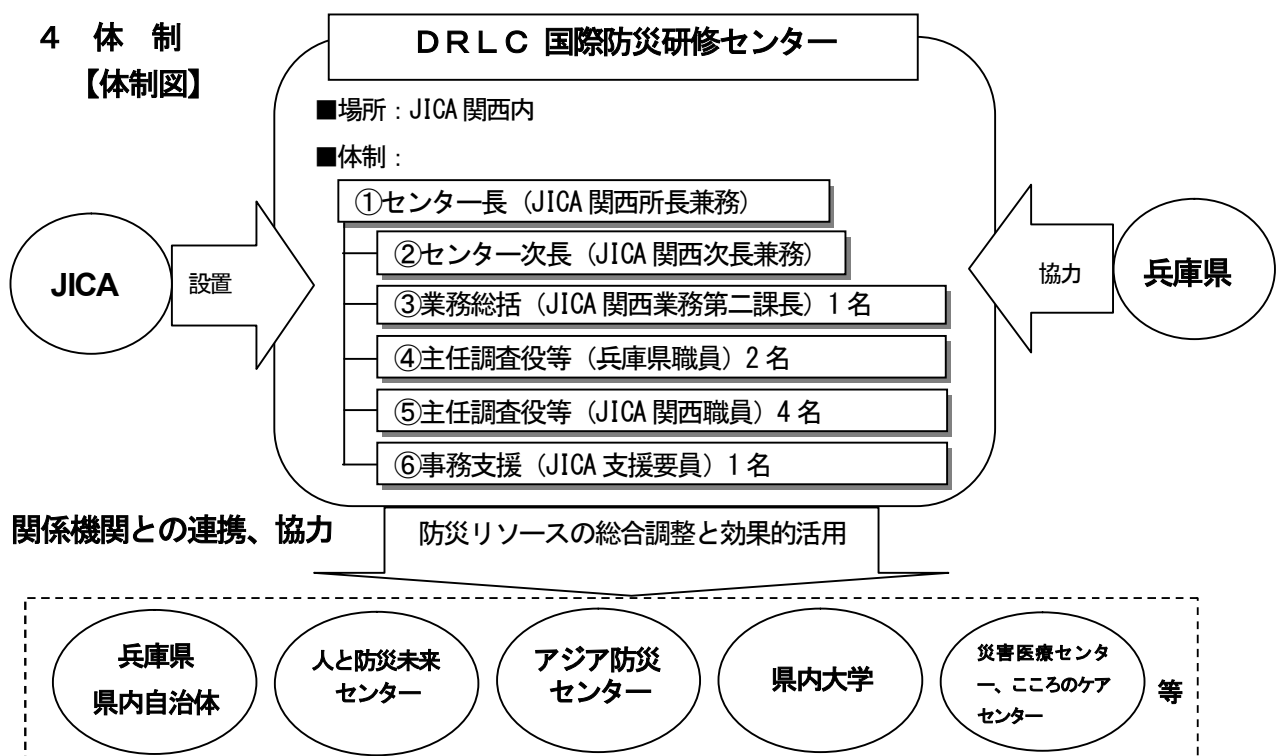 4 体 制
【体制図】
DRLC 国際防災研修センター
■場所：JICA 関西内
■体制：
①センター長（JICA 関西所長兼務）
②センター次長（JICA 関西次長兼務）
③業務総括（JICA 関西業務第二課長）1 名
④主任調査役等（兵庫県職員）2 名
⑤主任調査役等（JICA 関西職員）4 名
⑥事務支援（JICA 支援要員）1 名
JICA
設置
協力
兵庫県
関係機関との連携、協力
防災リソースの総合調整と効果的活用
兵庫県
県内自治体
人と防災未来
センター
アジア防災
センター
県内大学
災害医療センタ
ー、こころのケア
センター
等